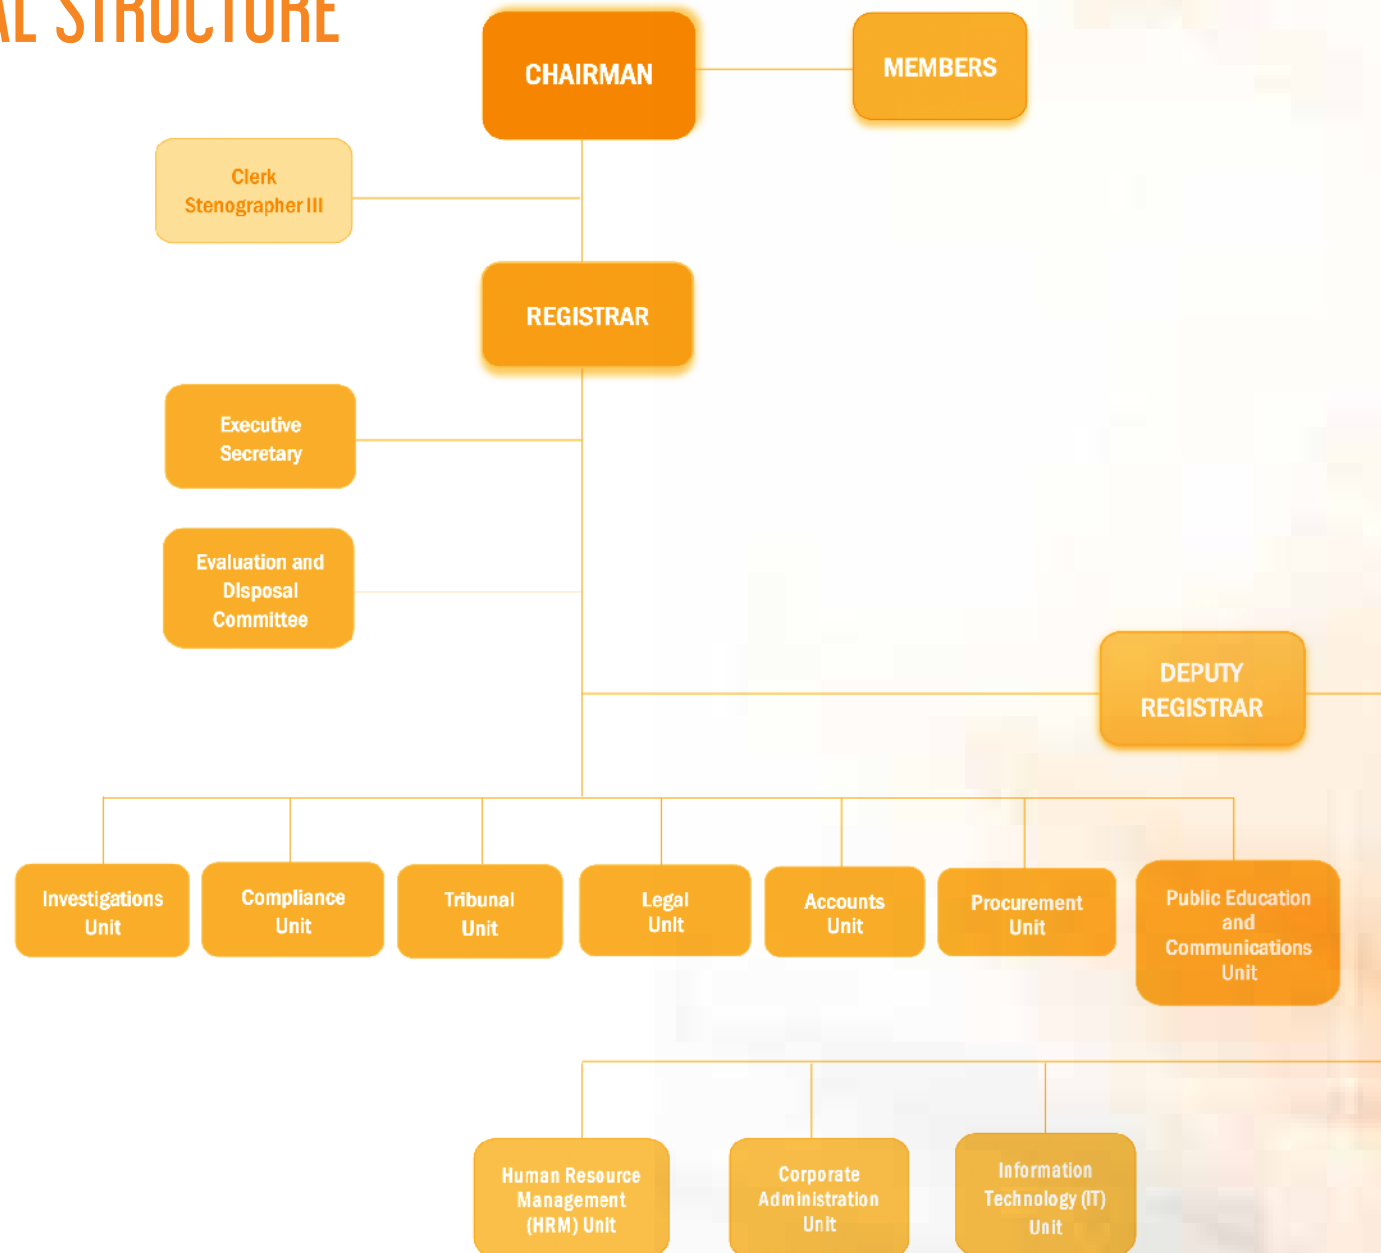 AL STRUCTURE
CHAIRMAN
MEMBERS
Clerk
Stenographer III
REGISTRAR
Executive
Secretary
Evaluation and
Disposal
Committee
DEPUTY
REGISTRAR
Investigations
Unit
Compliance
Unit
Tribunal
Unit
Legal
Unit
Accounts
Unit
Procurement
Unit
Public Education
and
Communications
Unit
Human Resource
Management
(HRM) Unit
Corporate
Administration
Unit
Information
Technology (IT)
Unit